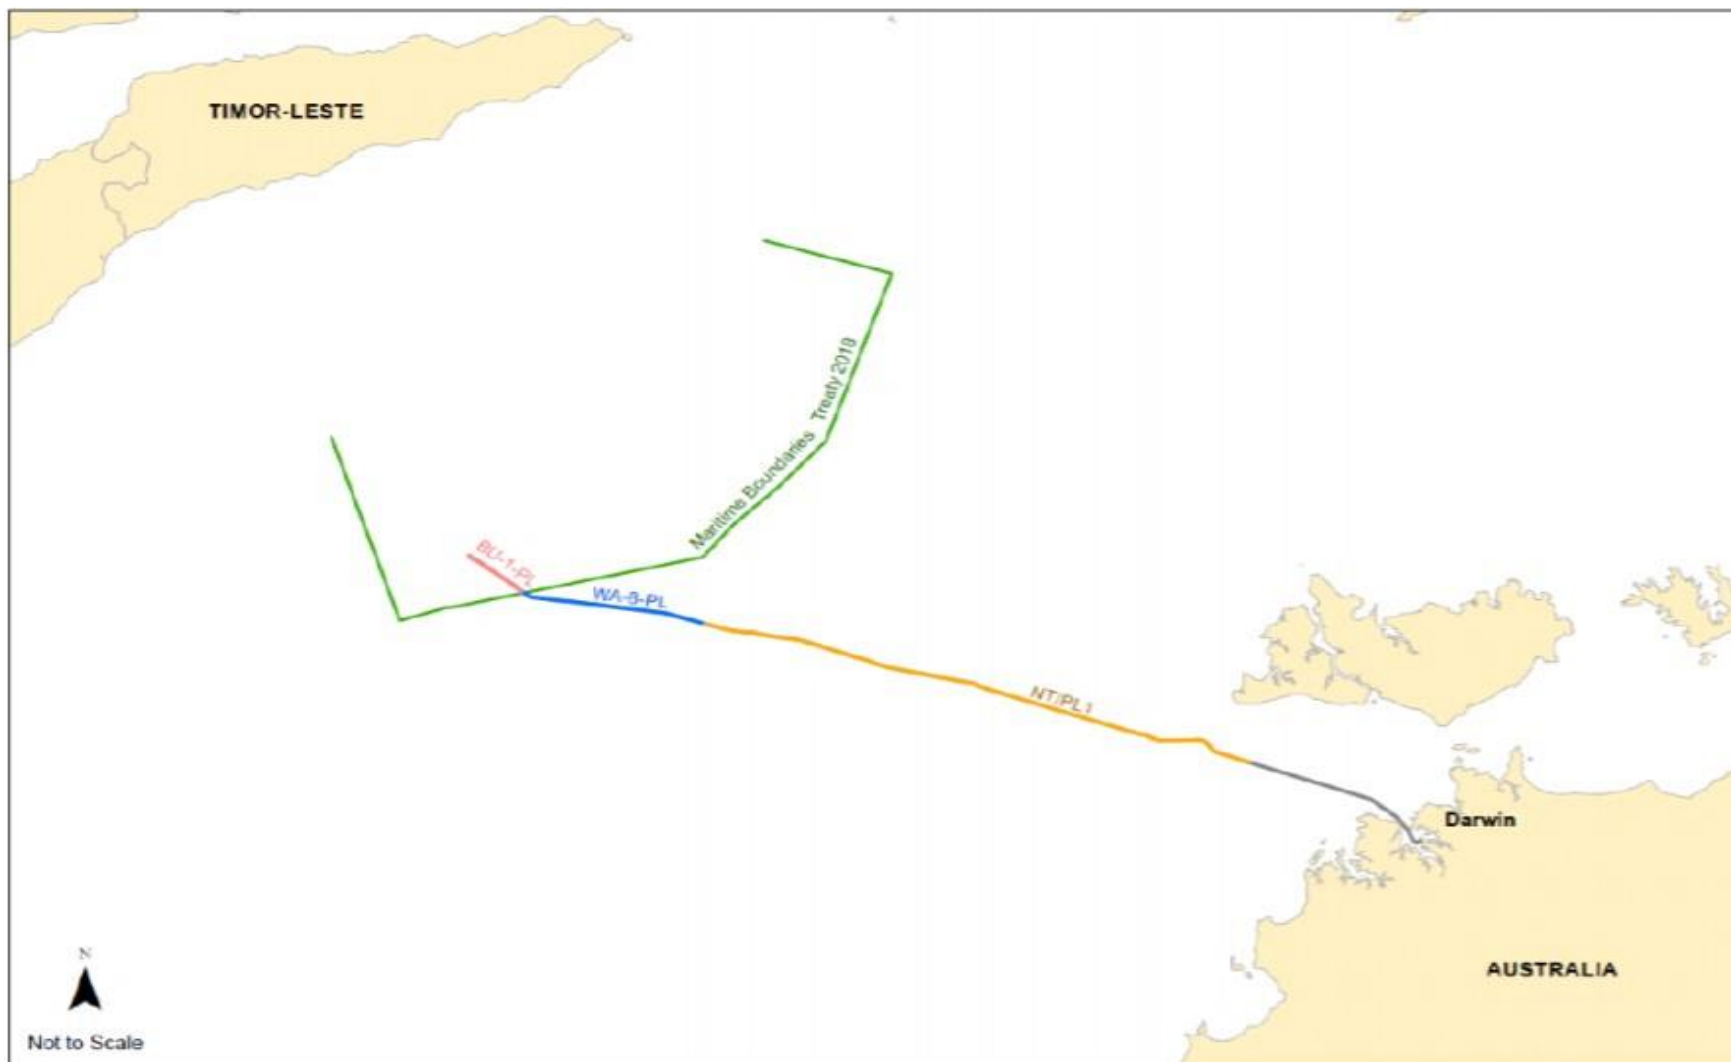 TIMOR-LESTE
Maritime Boundaries Treaty 2018
BU-1-PL
WA-8-PL
NT/PL1
Darwin
AUSTRALIA
N
Not to Scale